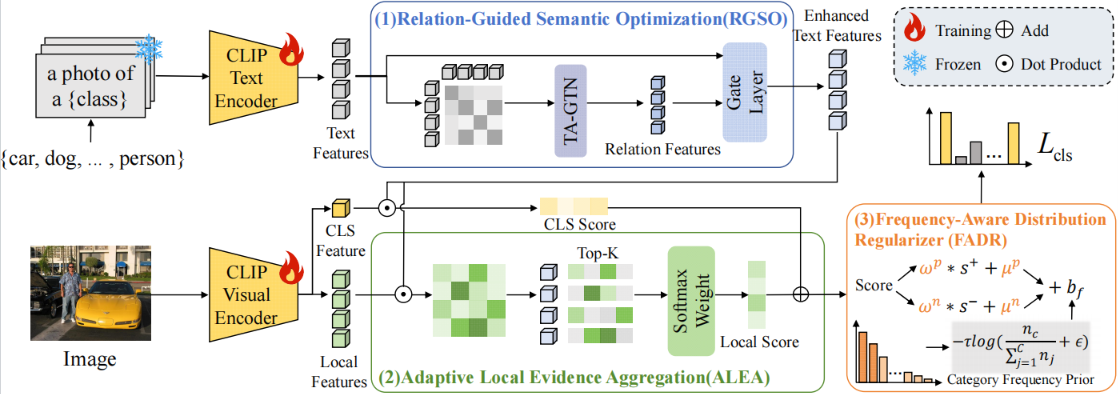 (1)Relation-Guided Semantic Optimization(RGSO)
a photo of
a {class}
{car, dog, ... , person}
CLIP
Text
Encoder
Text
Features
TA-GTN
Relation Features
Gate
Layer
Enhanced
Text Features
Training
Add
Frozen
Dot Product
Image
CLIP
Visual
Encoder
CLS
Feature
Local
Features
CLS Score
Top-K
Softmax
Weight
Local Score
(2)Adaptive Local Evidence Aggregation(ALEA)
... L_cls
(3)Frequency-Aware Distribution
Regularizer (FADR)
Score
ω^p * s^+ + μ^p
ω^n * s^- + μ^n
+ b_f
-τlog(n_c / ∑_{j=1}^{C} n_j + ϵ)
...
Category Frequency Prior